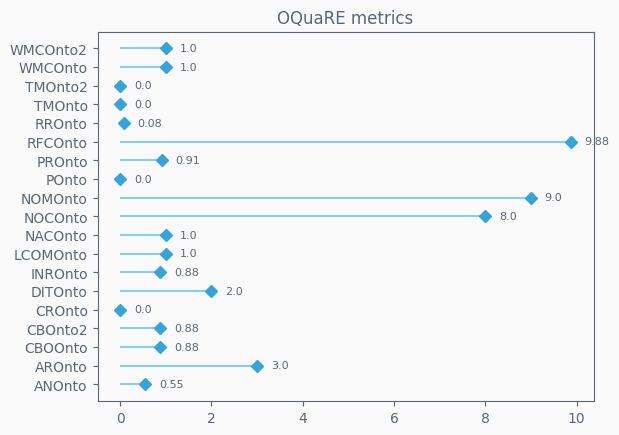 OQuaRE metrics
WMCOnto2 1.0
WMCOnto 1.0
TMOnto2 0.0
TMOnto 0.0
RROnto 0.08
RFCOnto 9.88
PROnto 0.91
POnto 0.0
NOMOnto 9.0
NOCOnto 8.0
NACOnto 1.0
LCOMOnto 1.0
INROnto 0.88
DITOnto 2.0
CROnto 0.0
CBOnto2 0.88
CBOOnto 0.88
AROnto 3.0
ANOnto 0.55
0 2 4 6 8 10